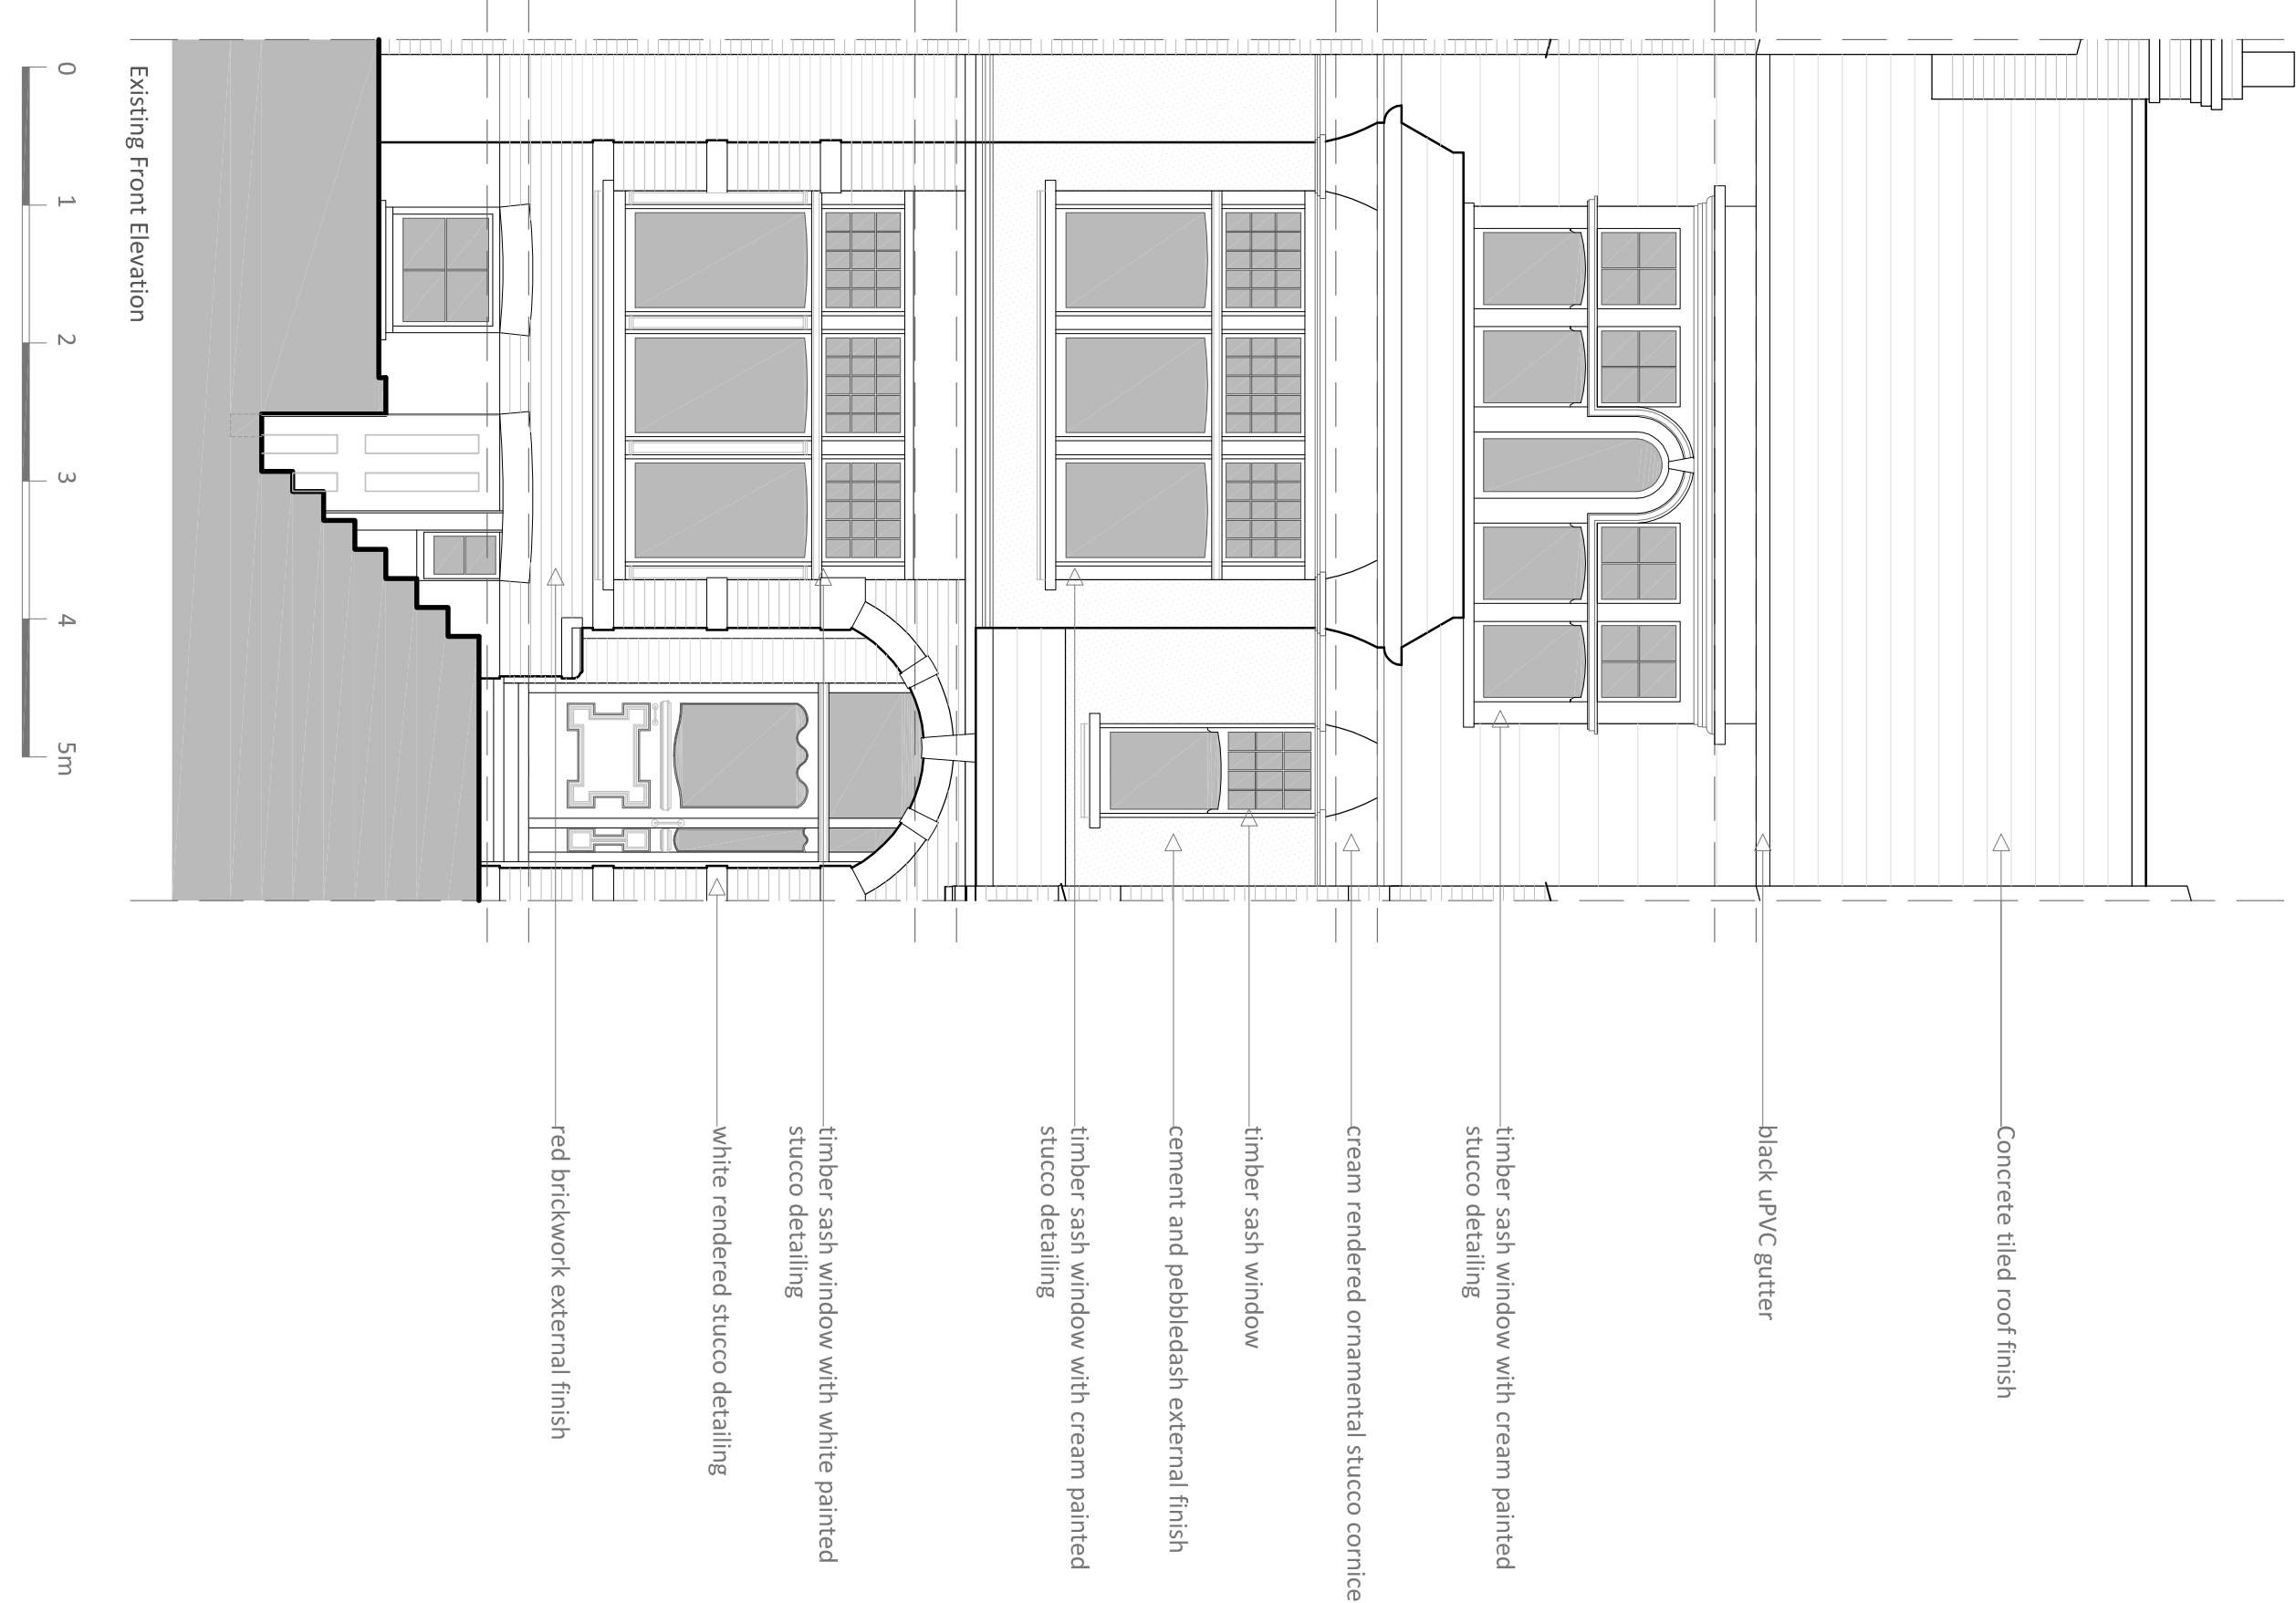 Concrete tiled roof finish
black uPVC gutter
timber sash window with cream painted
stucco detailing
cream rendered ornamental stucco cornice
timber sash window
cement and pebbledash external finish
timber sash window with cream painted
stucco detailing
timber sash window with white painted
stucco detailing
white rendered stucco detailing
red brickwork external finish
Existing Front Elevation
0 1 2 3 4 5m